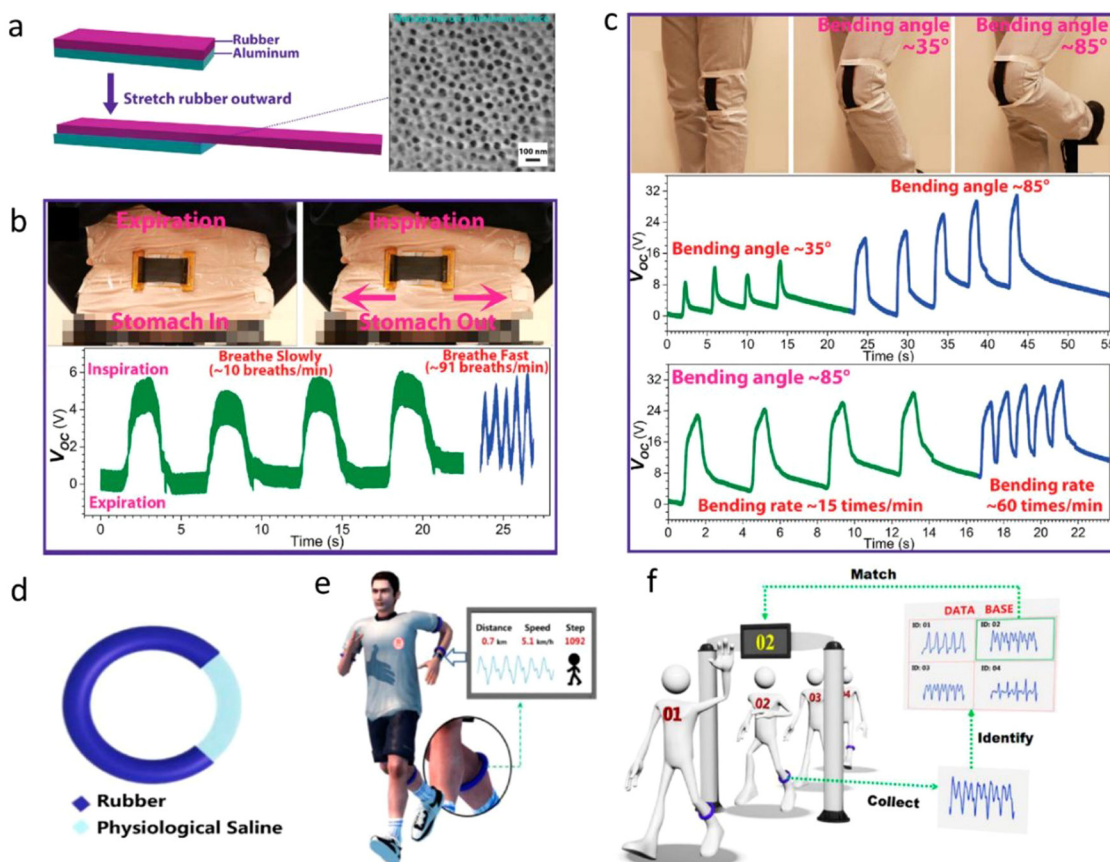 a
Rubber
Aluminum
Stretch rubber outward
100 nm
b
Expiration
Inspiration
Stomach In
Stomach Out
Inspiration
Breathe Slowly
(~10 breaths/min)
Breathe Fast
(~91 breaths/min)
6
4
2
0
Voc (V)
Expiration
0 5 10 15 20 25
Time (s)
c
Bending angle
~35°
Bending angle
~85°
32
24
16
8
0
Voc (V)
Bending angle ~35°
Bending angle ~85°
0 5 10 15 20 25 30 35 40 45 50 55
Time (s)
32
24
16
8
0
Voc (V)
Bending angle ~85°
Bending rate ~15 times/min
Bending rate
~60 times/min
0 2 4 6 8 10 12 14 16 18 20 22
Time (s)
d
Rubber
Physiological Saline
e
Distance Speed Step
0.7 km 5.1 km/h 1092
f
Match
02
DATA BASE
ID: 01 ID: 02
ID: 03 ID: 04
01
02
03
04
Identify
Collect